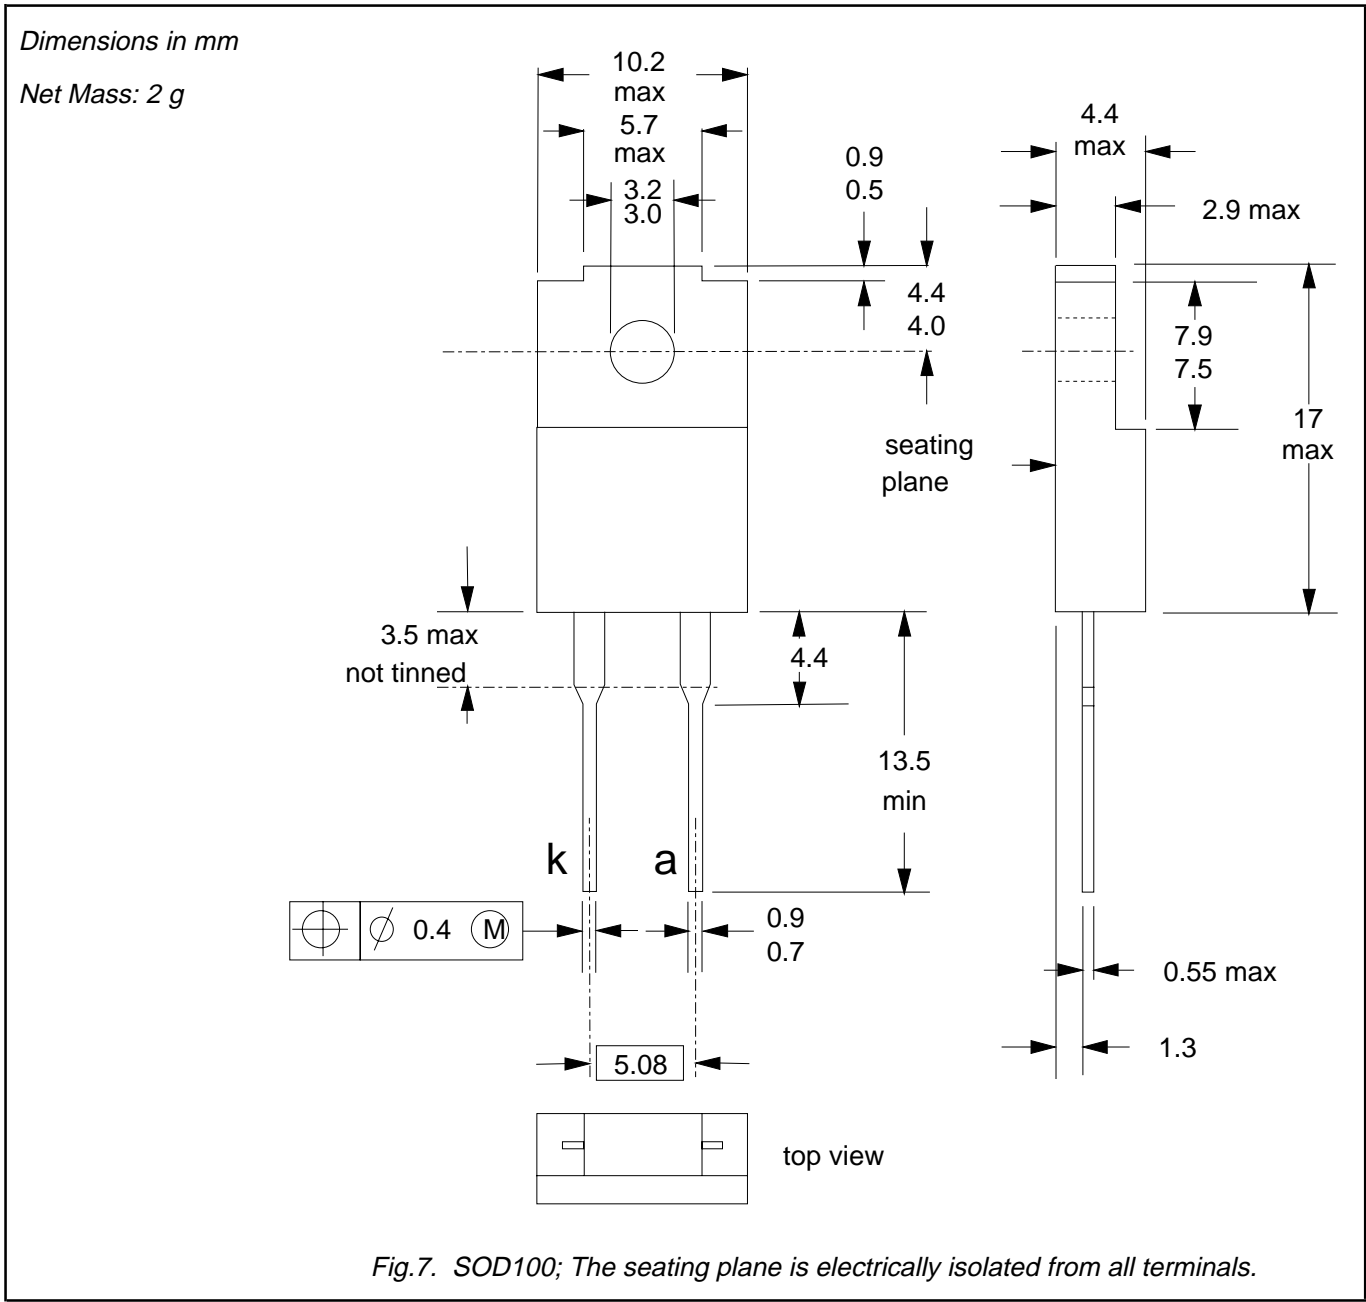 Dimensions in mm
Net Mass: 2 g
10.2
max
5.7
max
3.2
3.0
0.9
0.5
4.4
4.0
4.4
max
2.9 max
7.9
7.5
17
max
seating
plane
3.5 max
not tinned
4.4
13.5
min
k
a
0.4 M
0.9
0.7
0.55 max
1.3
5.08
top view
Fig.7. SOD100; The seating plane is electrically isolated from all terminals.